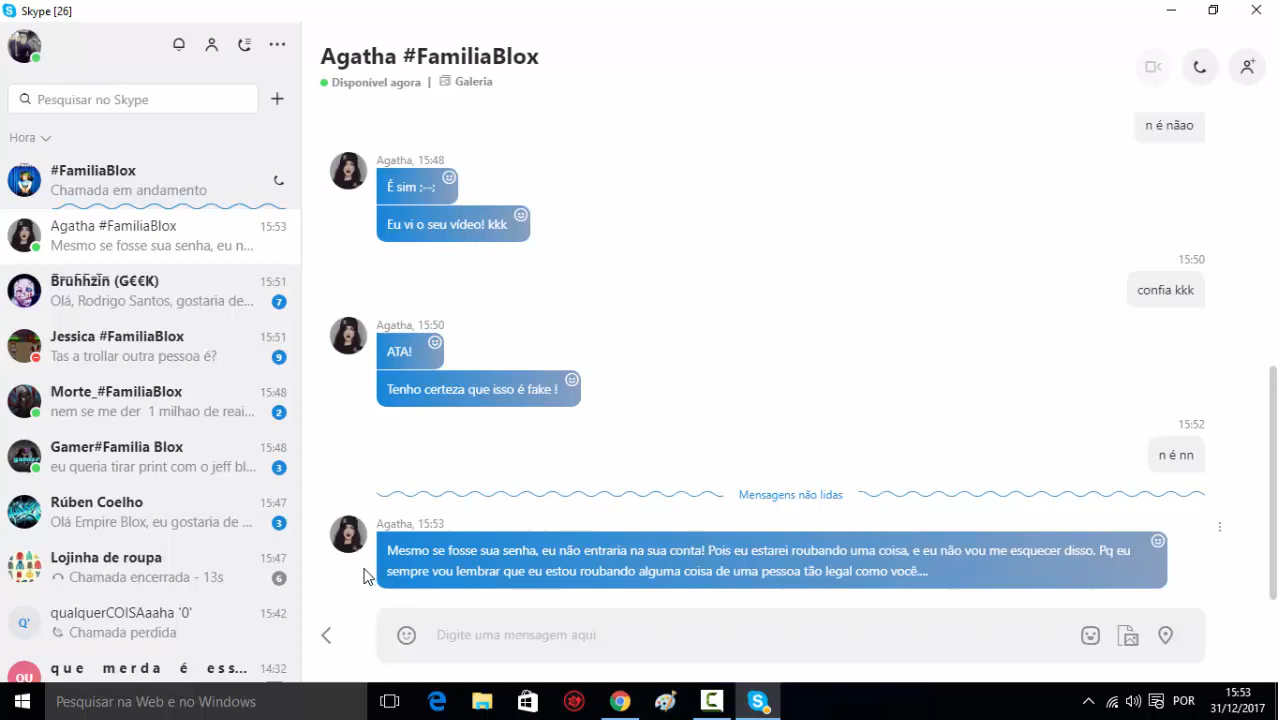 Skype [26]
Pesquisar no Skype
Hora
#FamiliaBlox
Chamada em andamento
Agatha #FamiliaBlox
15:53
Mesmo se fosse sua senha, eu n...
Bruhhzin (G€€K)
15:51
Olá, Rodrigo Santos, gostaria de...
7
Jessica #FamiliaBlox
15:51
Tas a trollar outra pessoa é?
9
Morte_#FamiliaBlox
15:48
nem se me der 1 milhao de reai...
2
Gamer#Familia Blox
15:48
eu queria tirar print com o jeff bl...
3
Rúben Coelho
15:47
Olá Empire Blox, eu gostaria de ...
3
Lojinha de roupa
15:47
Chamada encerrada - 13s
6
Q'
qualquerCOISAaaha '0'
15:42
Chamada perdida
QU
q u e m e r d a é e s s...
14:32
Agatha #FamiliaBlox
Disponível agora | Galeria
n é nãao
Agatha, 15:48
É sim ;--;
Eu vi o seu vídeo! kkk
15:50
confia kkk
Agatha, 15:50
ATA!
Tenho certeza que isso é fake !
15:52
n é nn
Mensagens não lidas
Agatha, 15:53
Mesmo se fosse sua senha, eu não entraria na sua conta! Pois eu estarei roubando uma coisa, e eu não vou me esquecer disso. Pq eu
sempre vou lembrar que eu estou roubando alguma coisa de uma pessoa tão legal como você....
Digite uma mensagem aqui
Pesquisar na Web e no Windows
POR
15:53
31/12/2017